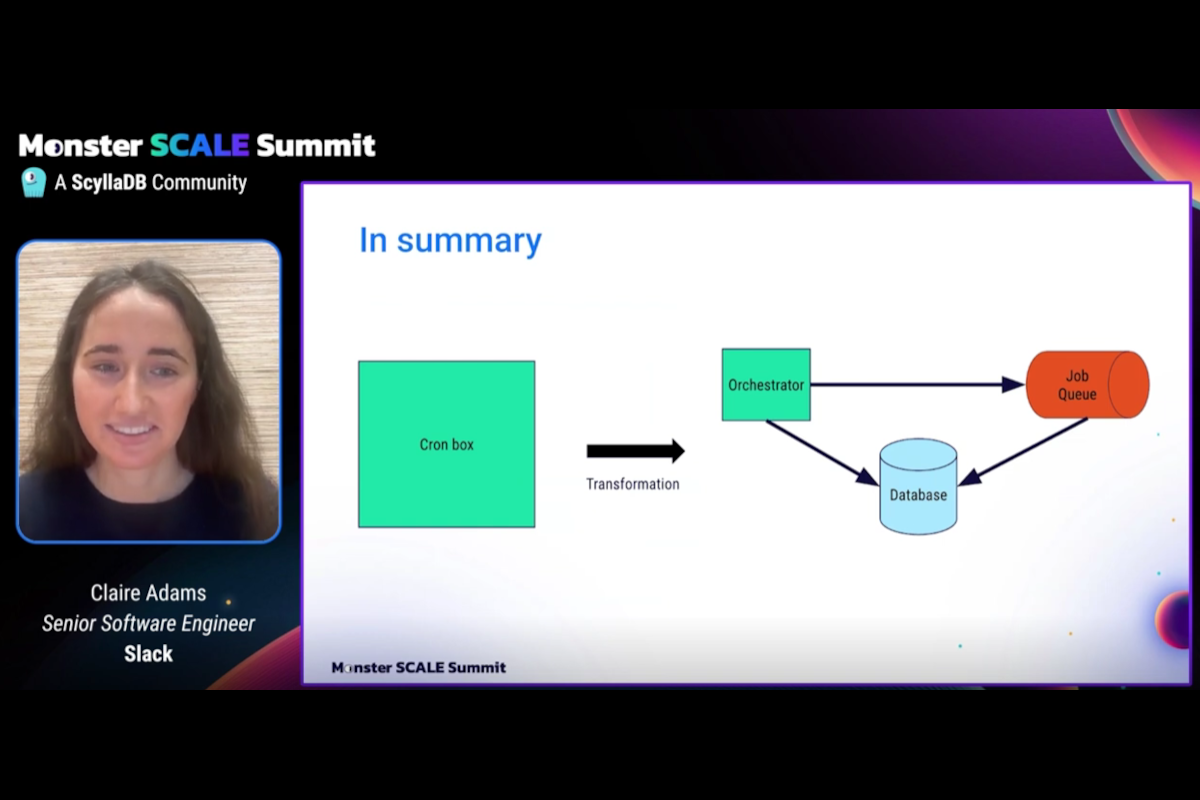 Monster SCALE Summit
A ScyllaDB Community
In summary
Cron box
Transformation
Orchestrator
Job
Queue
Database
Claire Adams
Senior Software Engineer
Slack
Monster SCALE Summit